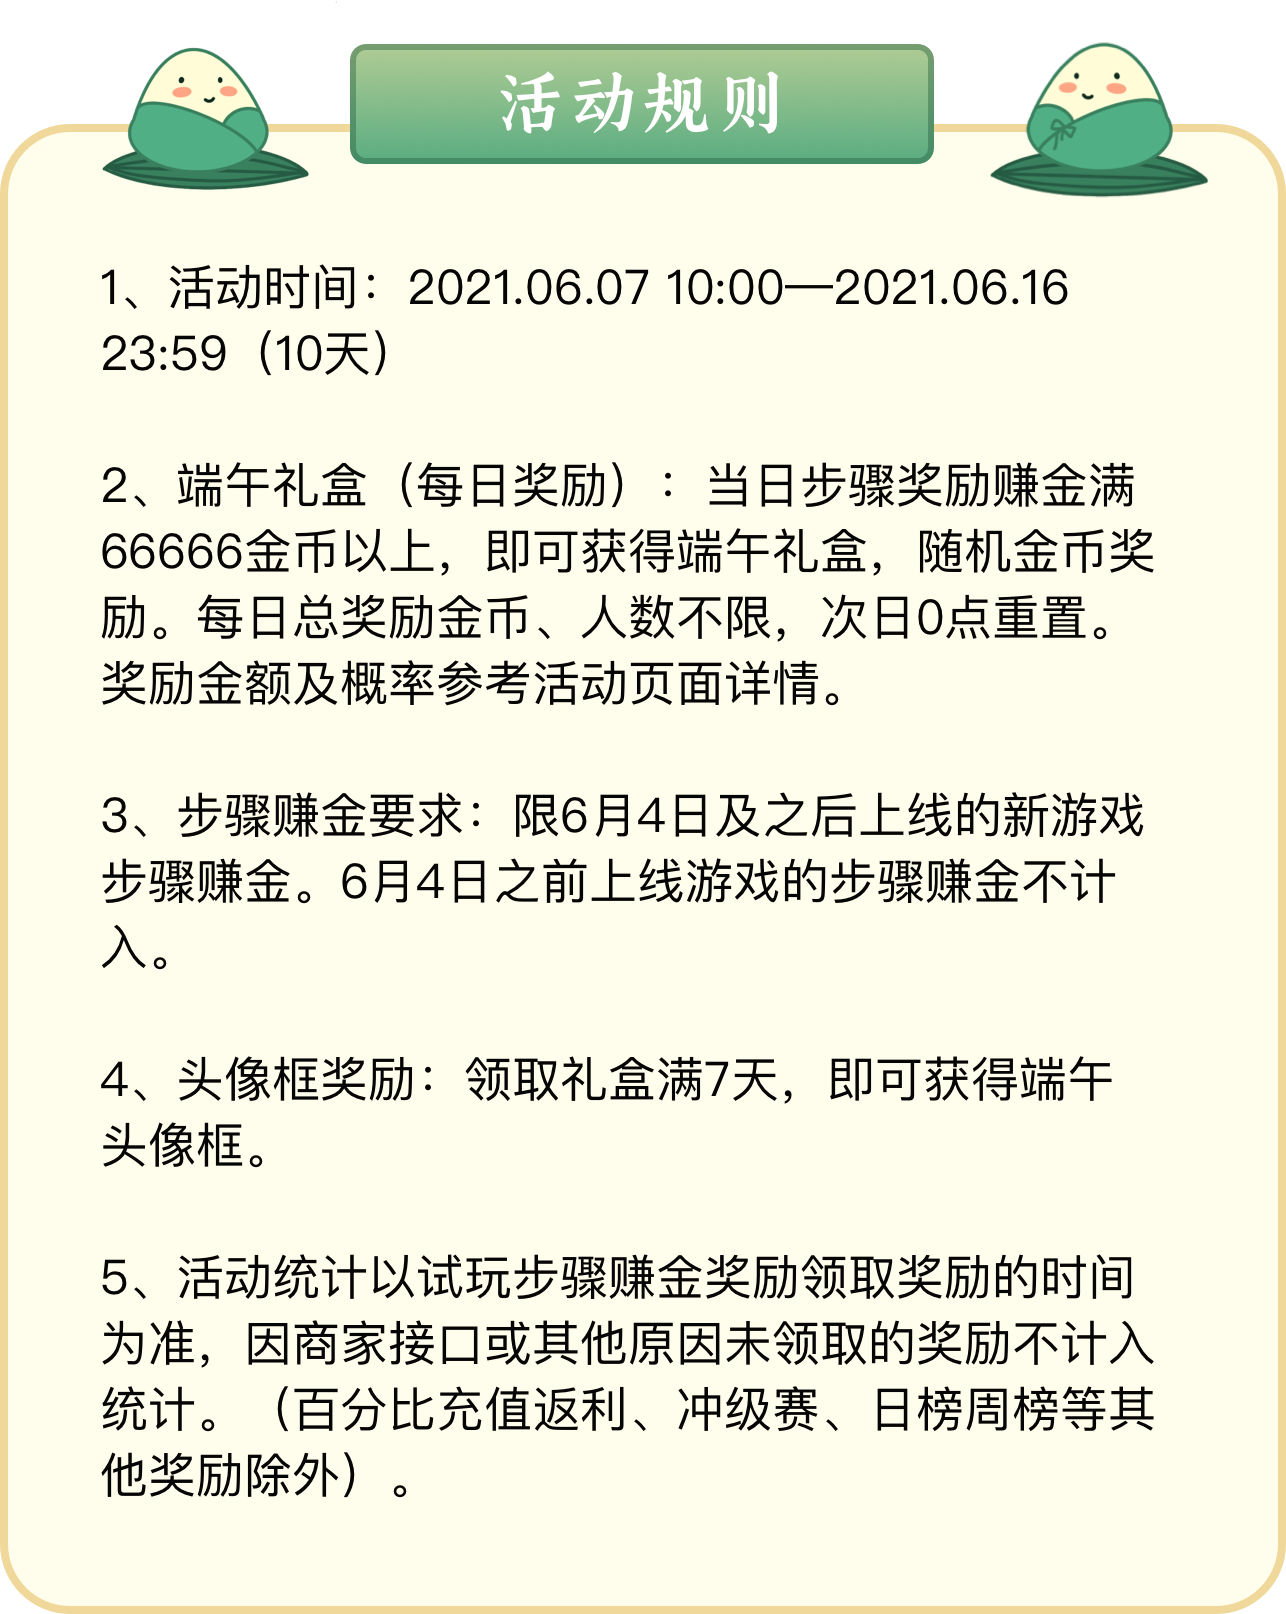 活动规则
1、活动时间：2021.06.07 10:00—2021.06.16
23:59（10天）
2、端午礼盒（每日奖励）：当日步骤奖励赚金满
66666金币以上，即可获得端午礼盒，随机金币奖
励。每日总奖励金币、人数不限，次日0点重置。
奖励金额及概率参考活动页面详情。
3、步骤赚金要求：限6月4日及之后上线的新游戏
步骤赚金。6月4日之前上线游戏的步骤赚金不计
入。
4、头像框奖励：领取礼盒满7天，即可获得端午
头像框。
5、活动统计以试玩步骤赚金奖励领取奖励的时间
为准，因商家接口或其他原因未领取的奖励不计入
统计。（百分比充值返利、冲级赛、日榜周榜等其
他奖励除外）。